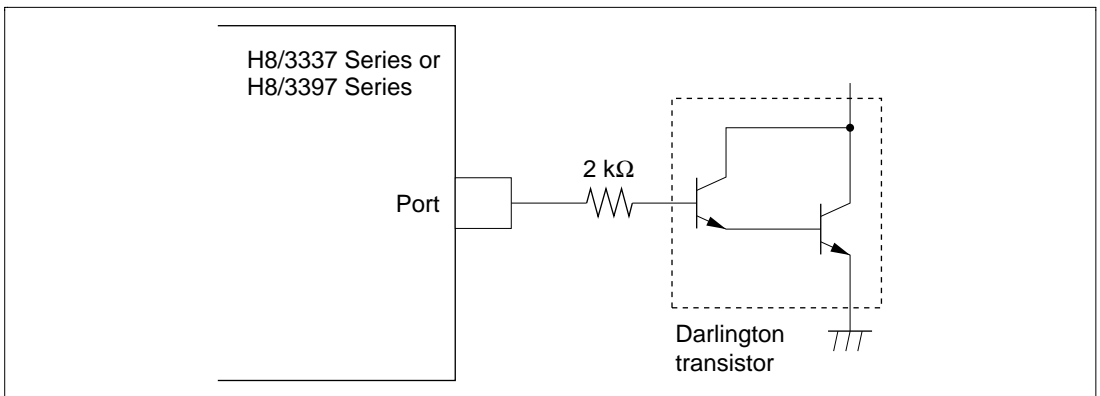 H8/3337 Series or
H8/3397 Series
Port
2 kΩ
Darlington
transistor